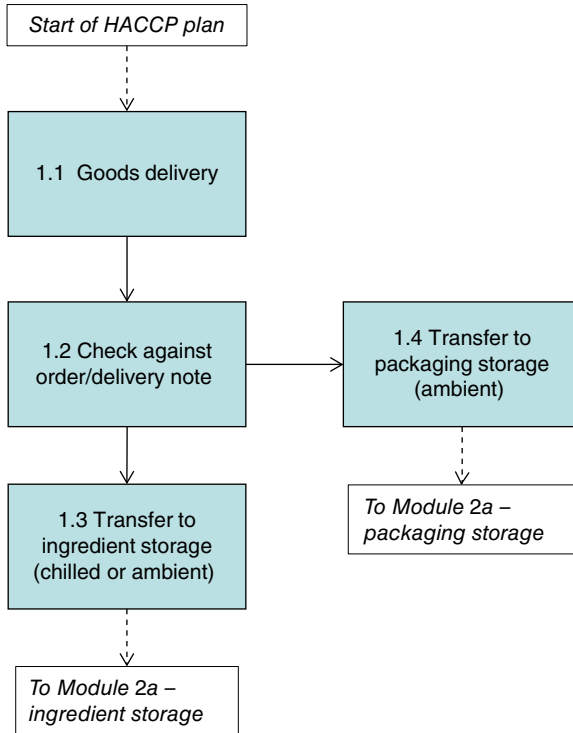 Start of HACCP plan
1.1 Goods delivery
1.2 Check against
order/delivery note
1.4 Transfer to
packaging storage
(ambient)
1.3 Transfer to
ingredient storage
(chilled or ambient)
To Module 2a –
packaging storage
To Module 2a –
ingredient storage